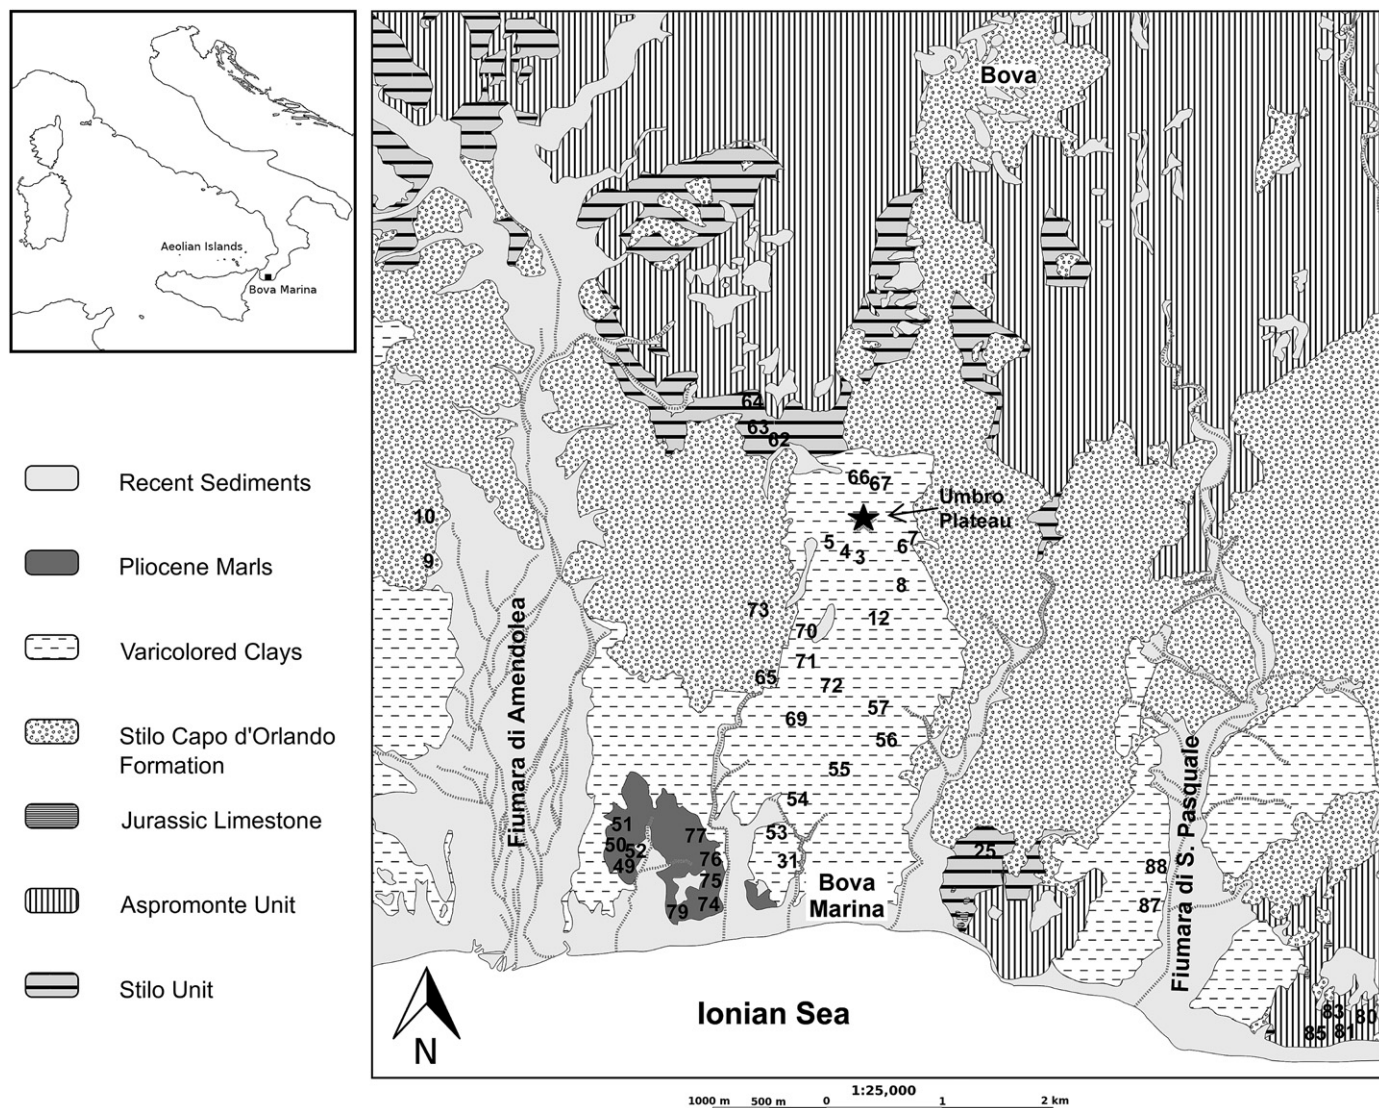 Aeolian Islands
Bova Marina
Recent Sediments
Pliocene Marls
Varicolored Clays
Stilo Capo d'Orlando
Formation
Jurassic Limestone
Aspromonte Unit
Stilo Unit
Bova
64
63
62
66
67
Umbro
Plateau
10
9
5
4
3
6
7
8
12
73
70
71
65
72
69
57
56
55
54
53
31
51
50
52
49
77
76
75
74
79
25
88
87
83
80
85
81
Fiumara di Amendolea
Fiumara di S. Pasquale
Bova
Marina
Ionian Sea
N
1:25,000
1000 m 500 m 0 1 2 km